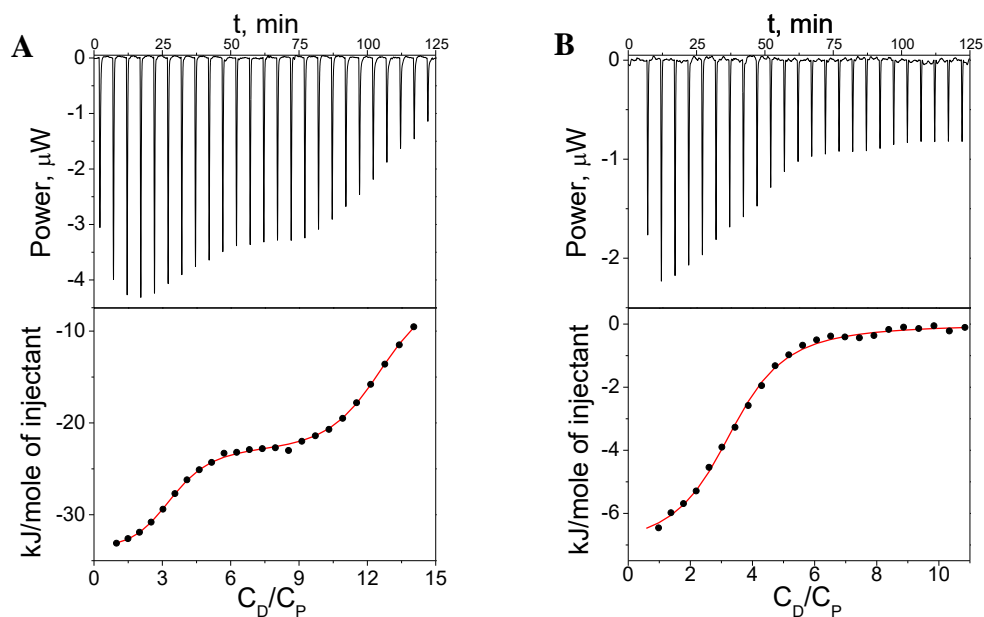 A
t, min
0 25 50 75 100 125
0
-1
-2
-3
-4
Power, μW
-10
-20
-30
kJ/mole of injectant
0 3 6 9 12 15
C_D/C_P
B
t, min
0 25 50 75 100 125
0
-1
-2
Power, μW
0
-2
-4
-6
kJ/mole of injectant
0 2 4 6 8 10
C_D/C_P